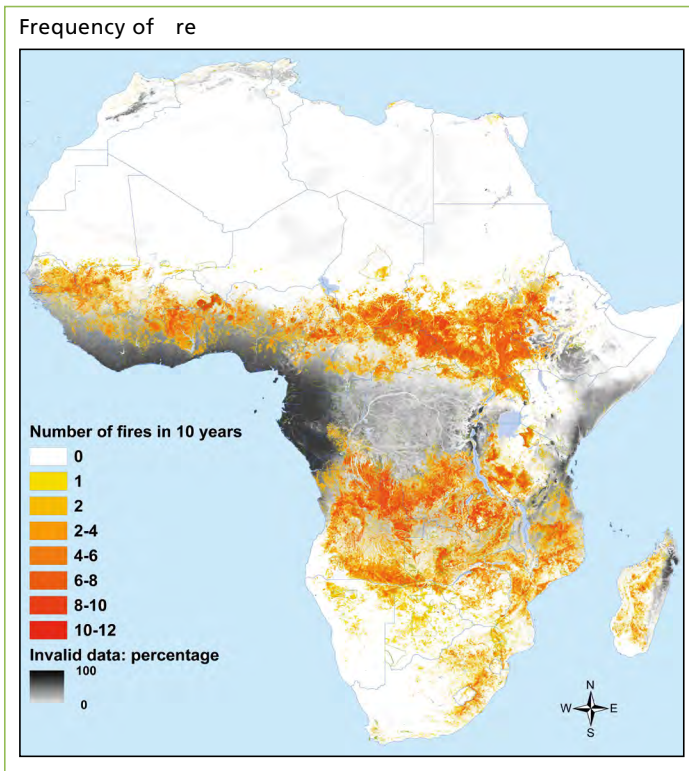 Frequency of re
Number of fires in 10 years
0
1
2
2-4
4-6
6-8
8-10
10-12
Invalid data: percentage
100
0
N
W E
S